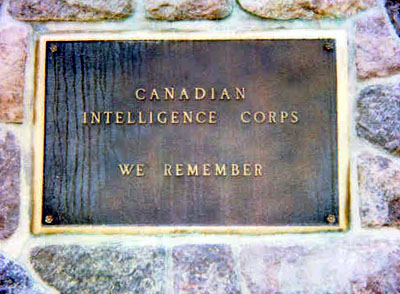 CANADIAN
INTELLIGENCE CORPS
WE REMEMBER